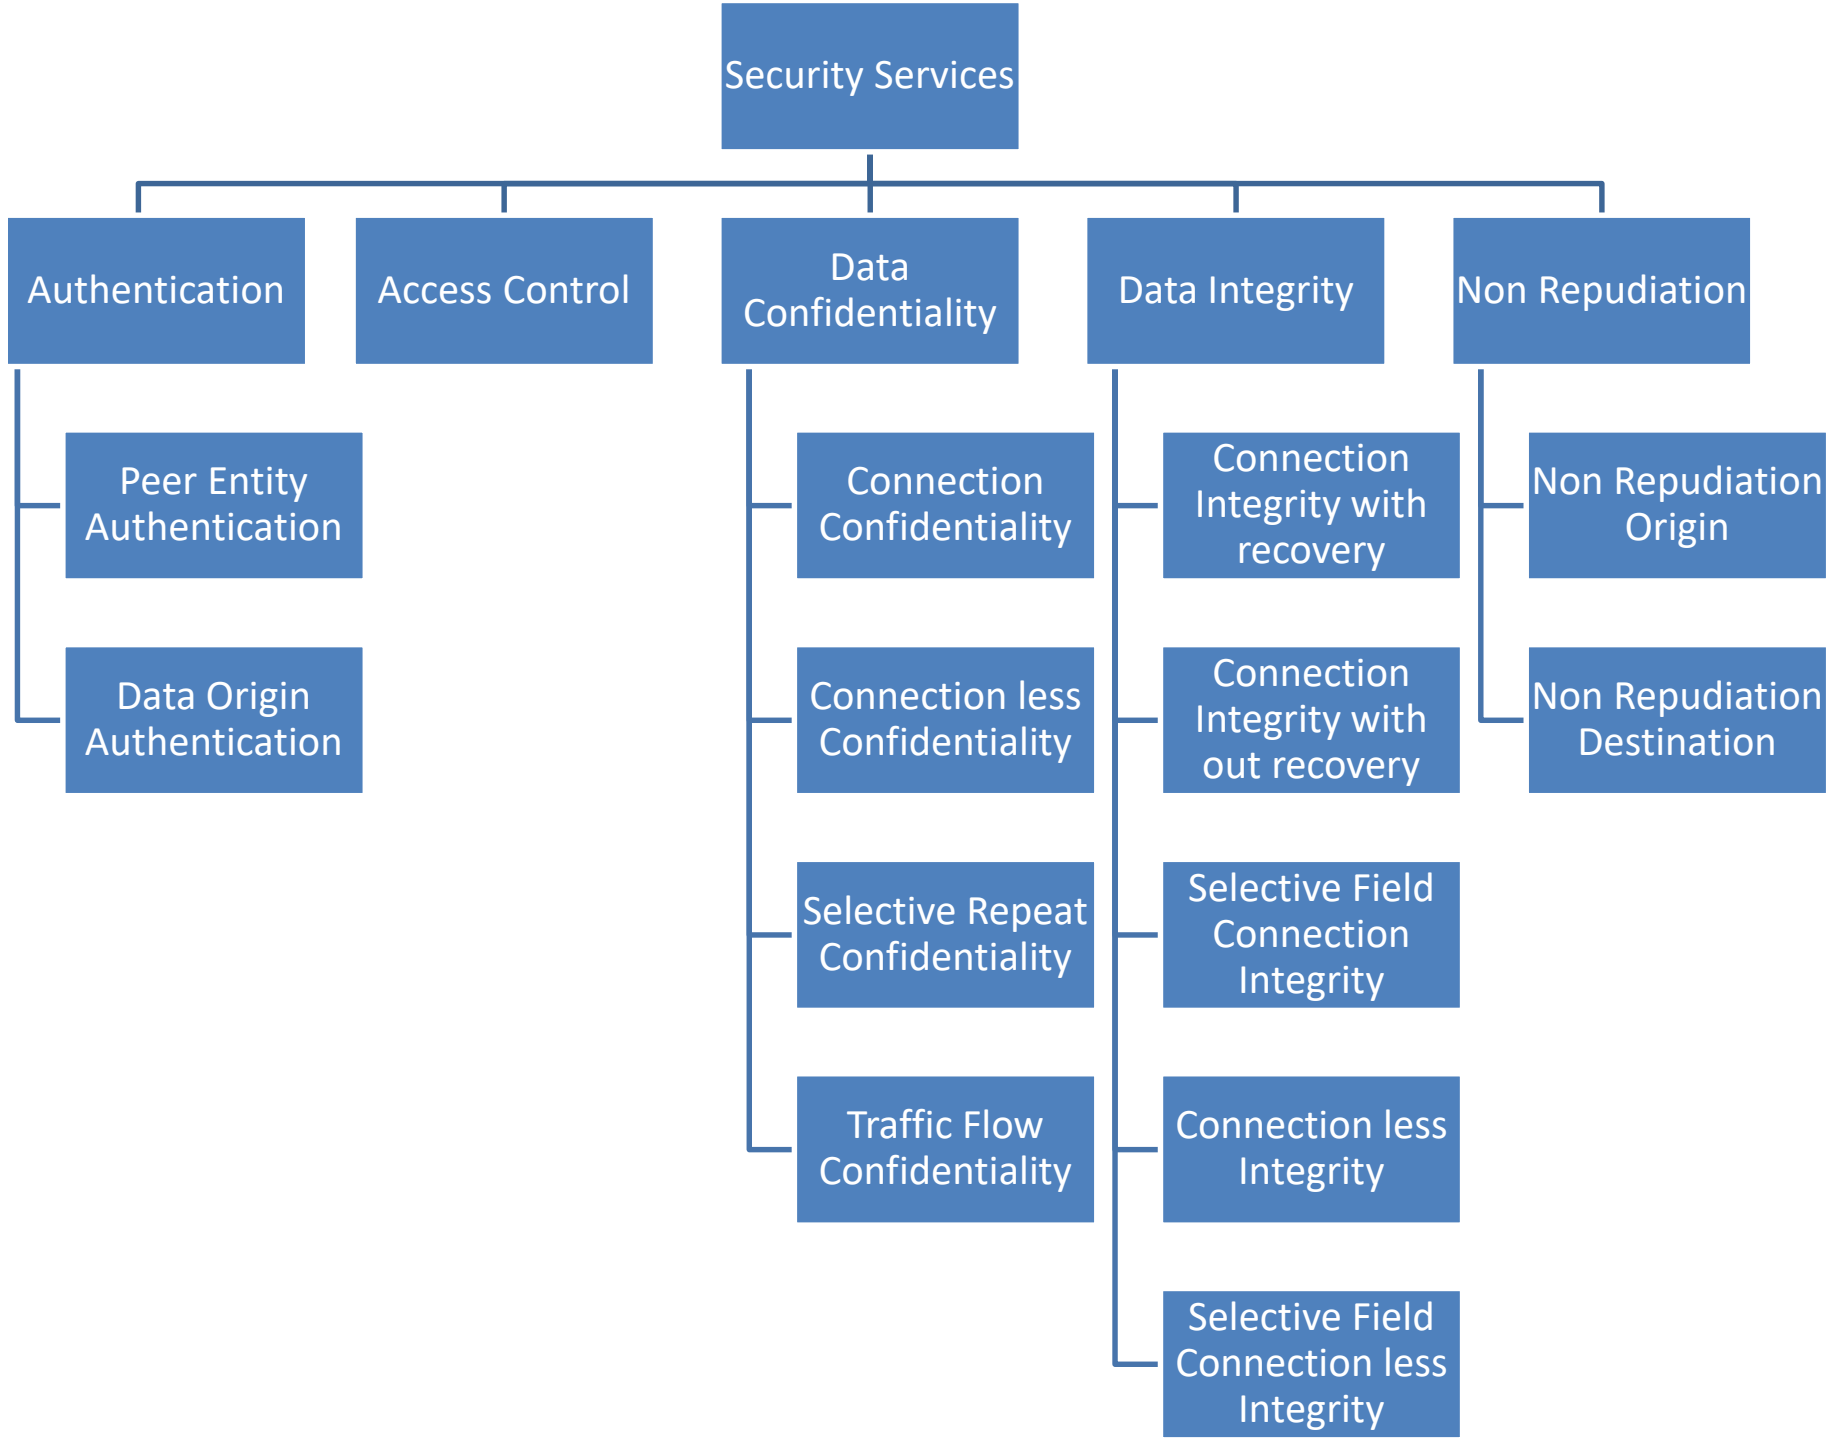 Security Services
Authentication
Access Control
Data
Confidentiality
Data Integrity
Non Repudiation
Peer Entity
Authentication
Data Origin
Authentication
Connection
Confidentiality
Connection less
Confidentiality
Selective Repeat
Confidentiality
Traffic Flow
Confidentiality
Connection
Integrity with
recovery
Connection
Integrity with
out recovery
Selective Field
Connection
Integrity
Connection less
Integrity
Selective Field
Connection less
Integrity
Non Repudiation
Origin
Non Repudiation
Destination